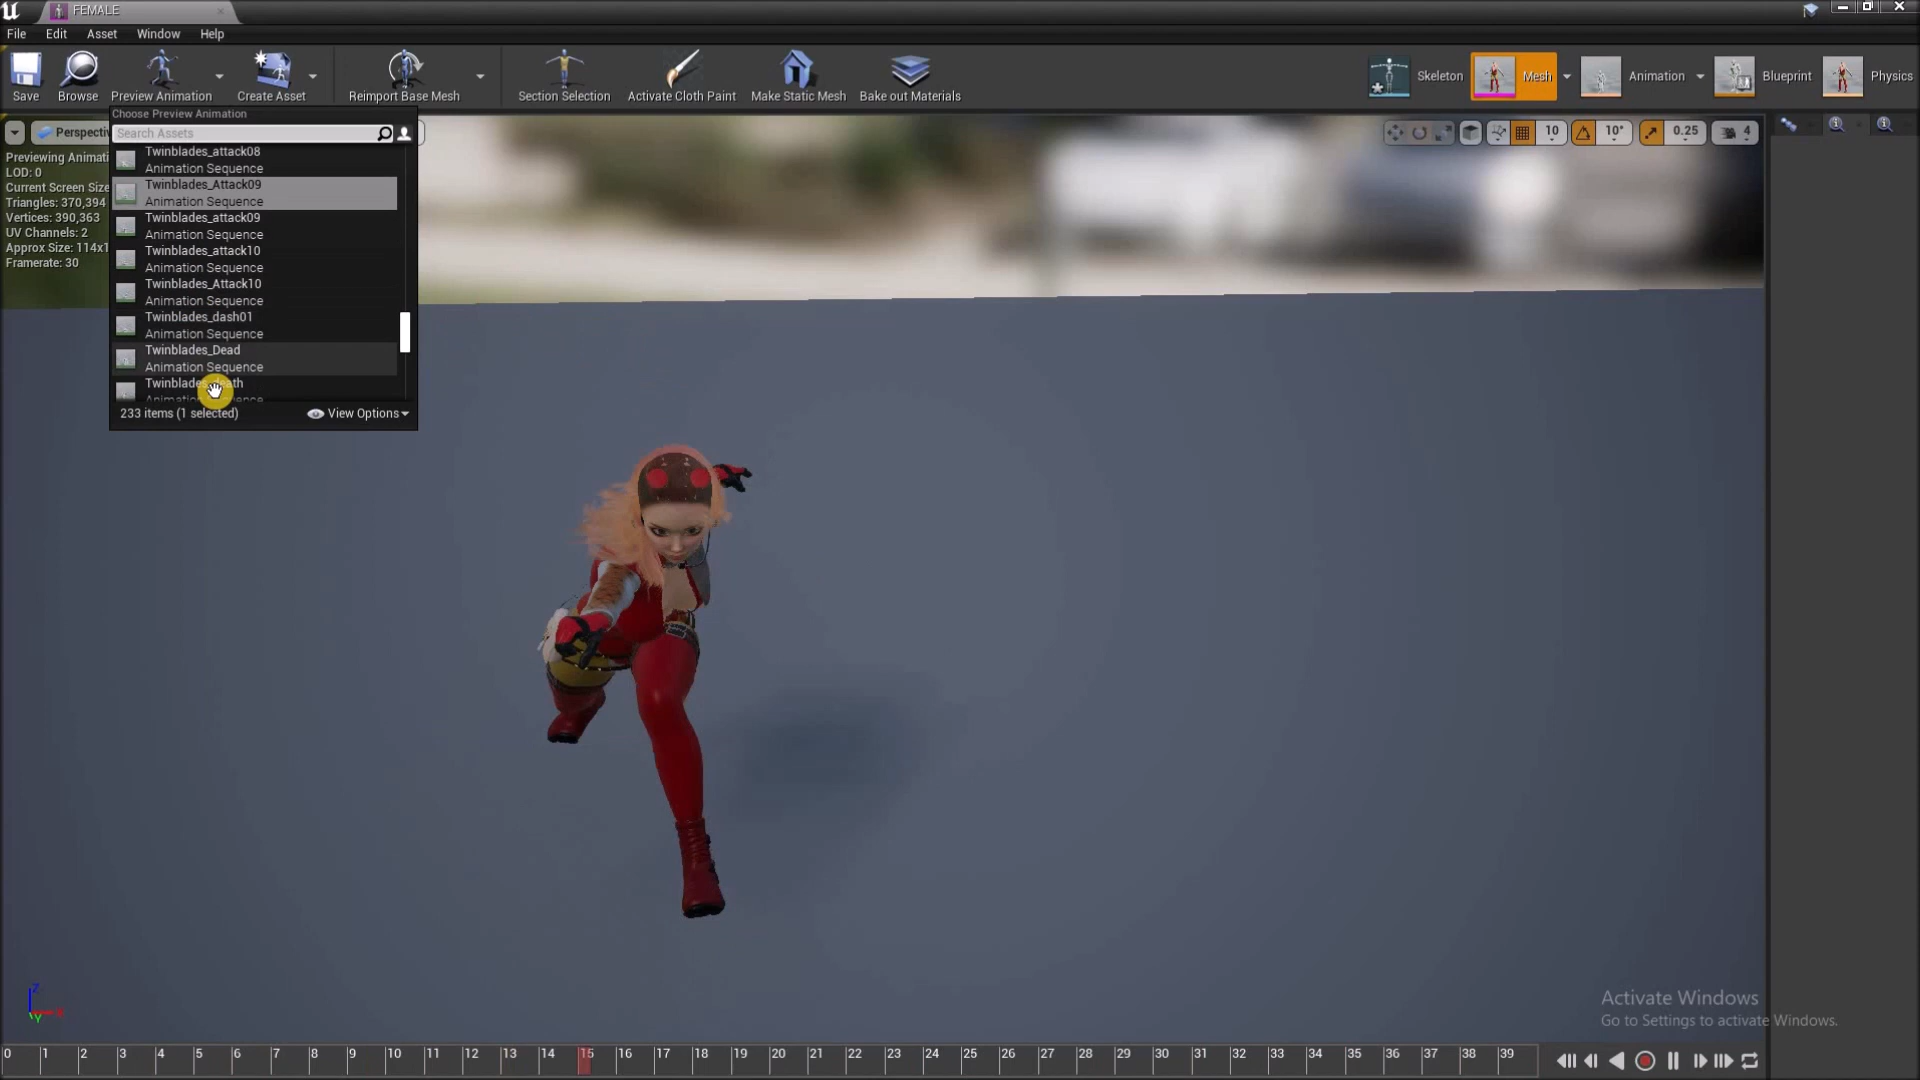 FEMALE
File Edit Asset Window Help
Save Browse Preview Animation Create Asset Reimport Base Mesh Section Selection Activate Cloth Paint Make Static Mesh Bake out Materials Skeleton Mesh Animation Blueprint Physics
Choose Preview Animation
Search Assets
Perspectiv 10 10° 0.25 4
Previewing Animati
LOD: 0
Current Screen Size
Triangles: 370,394
Vertices: 390,363
UV Channels: 2
Approx Size: 114x1
Framerate: 30
Twinblades_attack08
Animation Sequence
Twinblades_Attack09
Animation Sequence
Twinblades_attack09
Animation Sequence
Twinblades_attack10
Animation Sequence
Twinblades_Attack10
Animation Sequence
Twinblades_dash01
Animation Sequence
Twinblades_Dead
Animation Sequence
Twinblades_death
Animation Sequence
233 items (1 selected) View Options
Z
Activate Windows
Go to Settings to activate Windows.
0 1 2 3 4 5 6 7 8 9 10 11 12 13 14 15 16 17 18 19 20 21 22 23 24 25 26 27 28 29 30 31 32 33 34 35 36 37 38 39